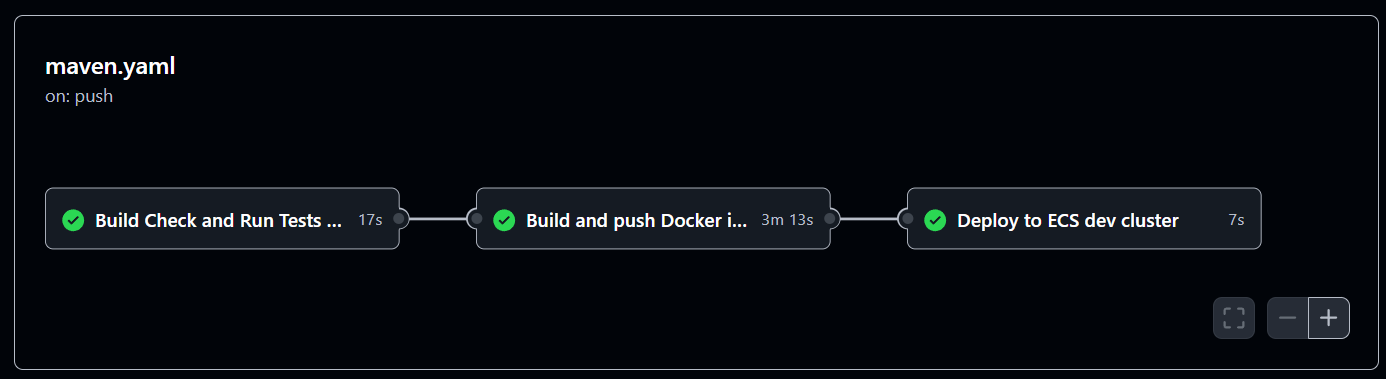 maven.yaml
on: push
Build Check and Run Tests ... 17s
Build and push Docker i... 3m 13s
Deploy to ECS dev cluster 7s